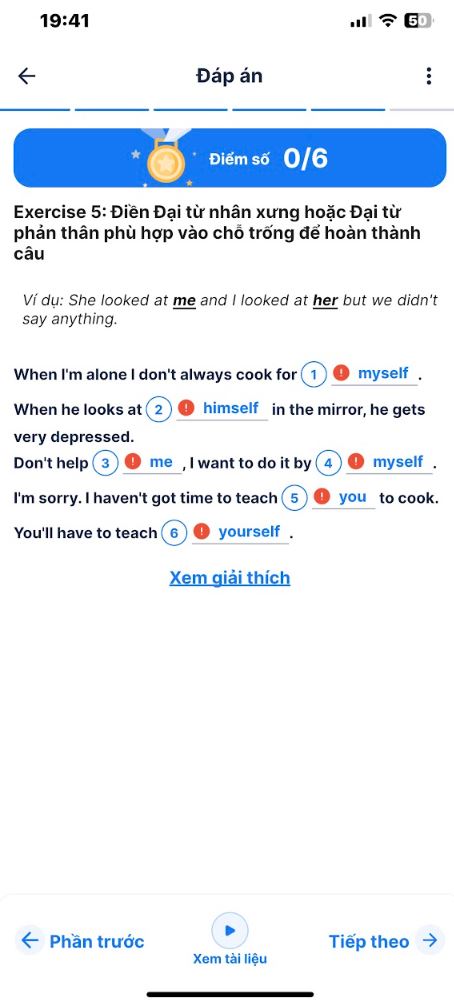 19:41
50
Đáp án
Điểm số 0/6
Exercise 5: Điền Đại từ nhân xưng hoặc Đại từ
phản thân phù hợp vào chỗ trống để hoàn thành
câu
Ví dụ: She looked at me and I looked at her but we didn't
say anything.
When I'm alone I don't always cook for 1 ! myself .
When he looks at 2 ! himself in the mirror, he gets
very depressed.
Don't help 3 ! me , I want to do it by 4 ! myself .
I'm sorry. I haven't got time to teach 5 ! you to cook.
You'll have to teach 6 ! yourself .
Xem giải thích
Phần trước
Xem tài liệu
Tiếp theo